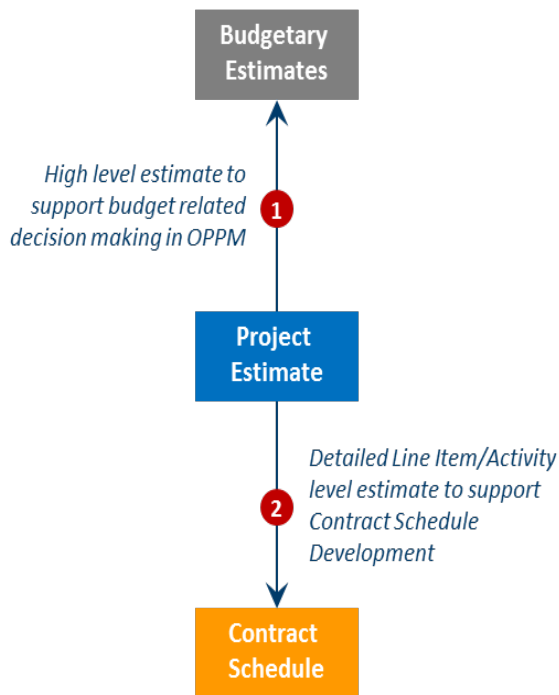 Budgetary
Estimates
High level estimate to
support budget related
decision making in OPPM
1
Project
Estimate
Detailed Line Item/Activity
level estimate to support
Contract Schedule
Development
2
Contract
Schedule